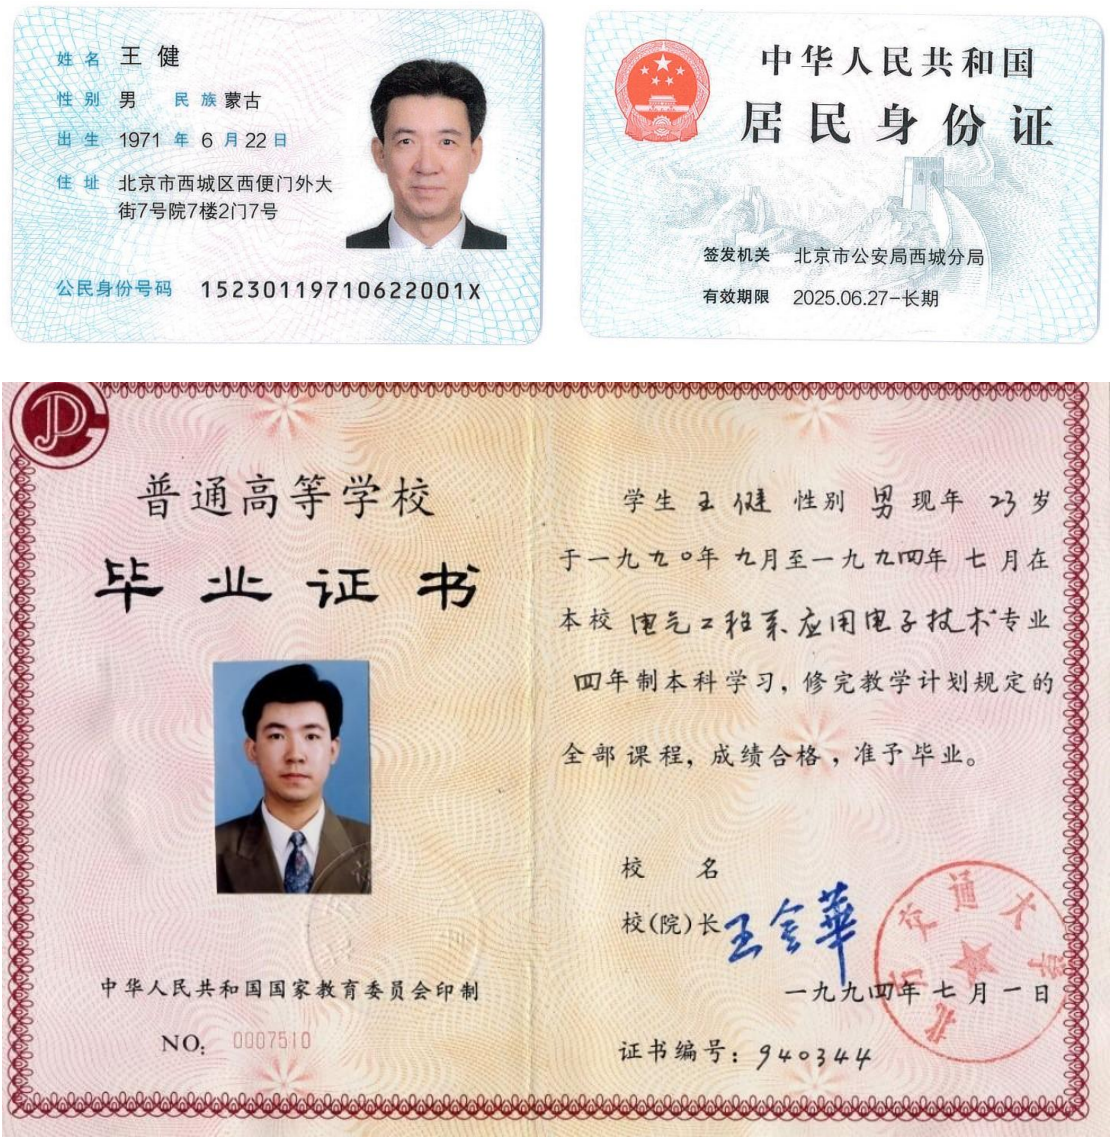 姓名 王健
性别 男 民族 蒙古
出生 1971 年 6 月 22 日
住址 北京市西城区西便门外大
街7号院7楼2门7号
公民身份号码 15230119710622001X
中华人民共和国
居民身份证
签发机关 北京市公安局西城分局
有效期限 2025.06.27-长期
普通高等学校
毕业证书
中华人民共和国国家教育委员会印制
NO: 0007510
学生 王健 性别 男 现年 23 岁
于一九九〇年 九月至一九九四年 七月在
本校 电气工程系应用电子技术专业
四年制本科学习，修完教学计划规定的
全部课程，成绩合格，准予毕业。
校 名
校(院)长 王金華
北方交通大学
一九九四年 七月一日
证书编号：940344